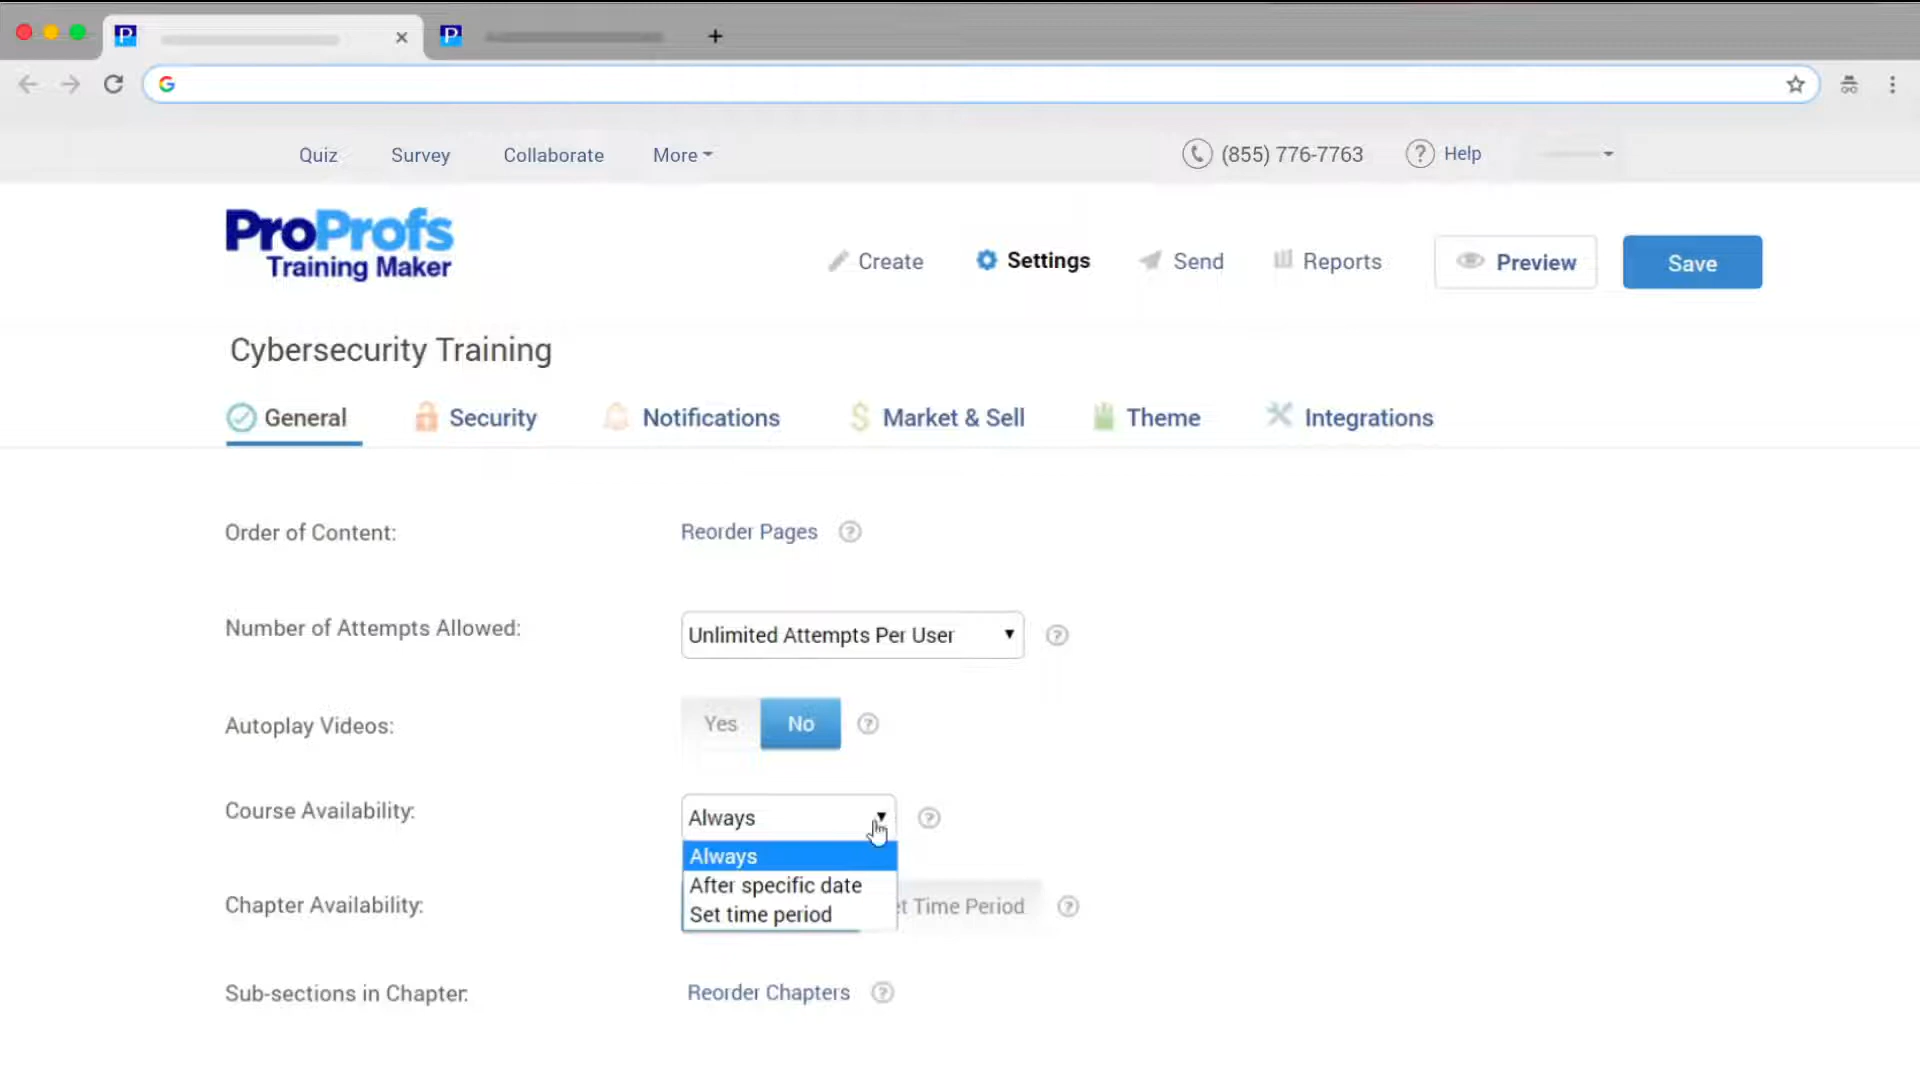 P
P
Quiz Survey Collaborate More (855) 776-7763 Help
ProProfs
Training Maker
Create Settings Send Reports Preview Save
Cybersecurity Training
General Security Notifications Market & Sell Theme Integrations
Order of Content: Reorder Pages ?
Number of Attempts Allowed: Unlimited Attempts Per User ?
Autoplay Videos: Yes No ?
Course Availability: Always ?
Always
After specific date
Set time period
Chapter Availability: t Time Period ?
Sub-sections in Chapter: Reorder Chapters ?